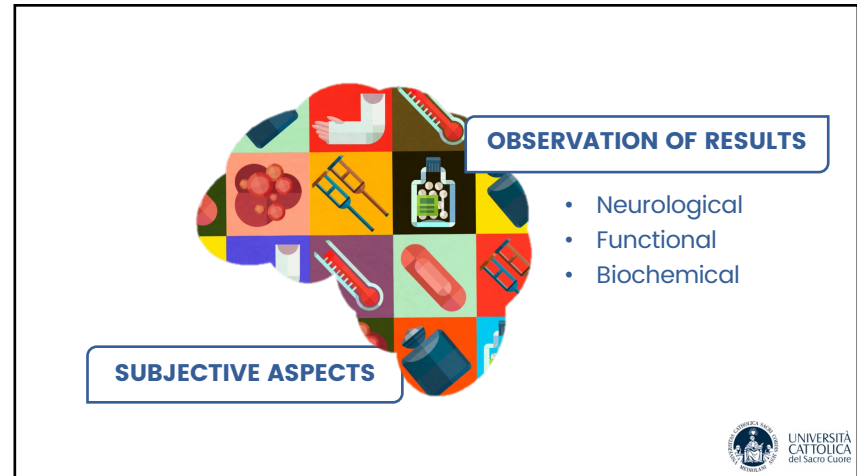 OBSERVATION OF RESULTS
• Neurological
• Functional
• Biochemical
SUBJECTIVE ASPECTS
UNIVERSITÀ
CATTOLICA
del Sacro Cuore